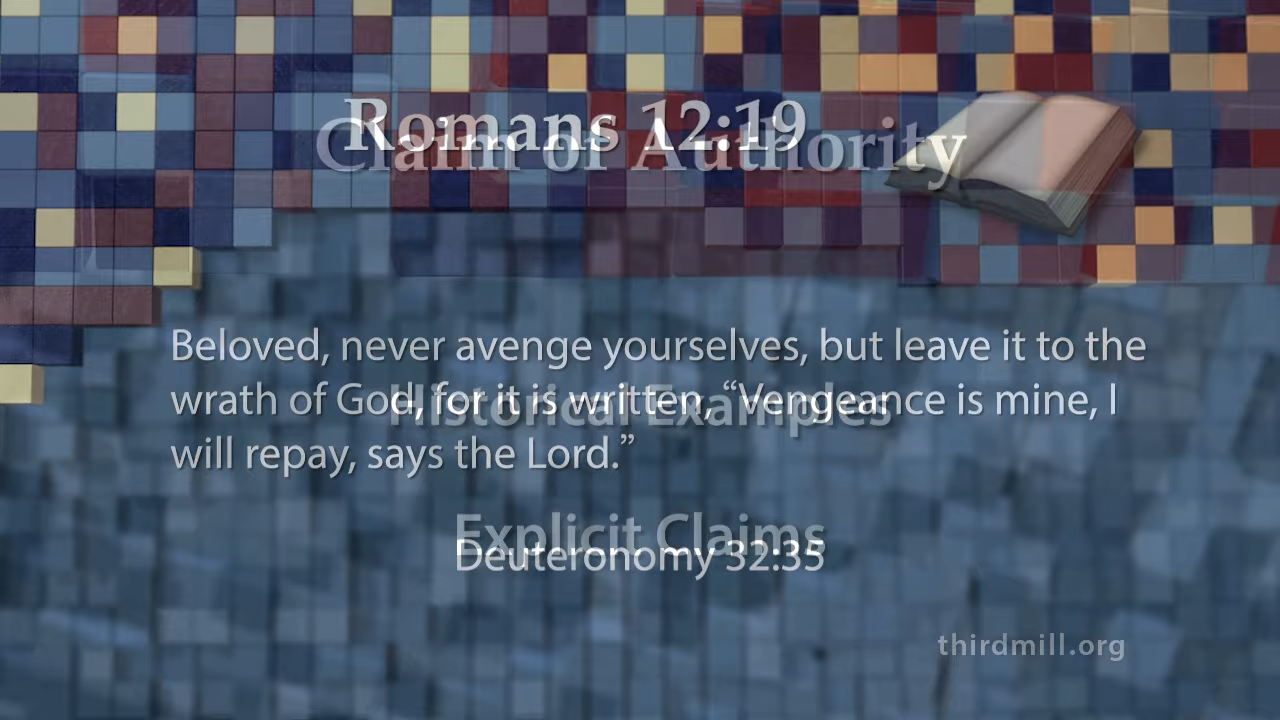 Romans 12:19
Claim of Authority
Beloved, never avenge yourselves, but leave it to the
wrath of God, for it is written, “Vengeance is mine, I
will repay, says the Lord.”
Historical Examples
Explicit Claims
Deuteronomy 32:35
thirdmill.org